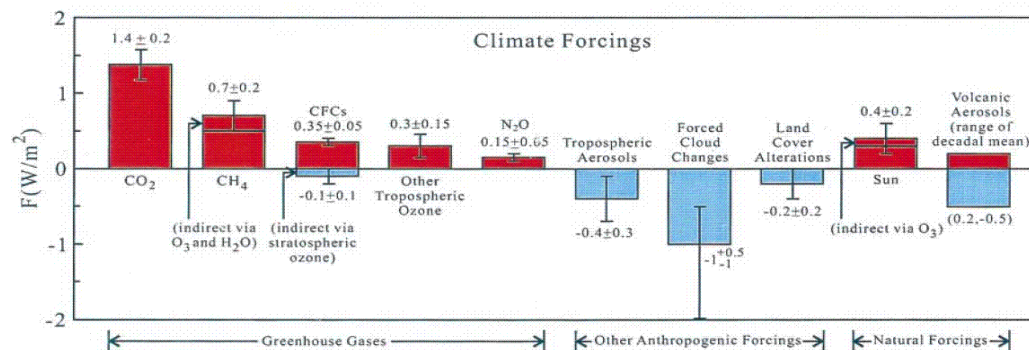 Climate Forcings
F(W/m²)
2
1
0
-1
-2
1.4 ± 0.2
CO₂
0.7±0.2
CH₄
(indirect via
O₃ and H₂O)
CFCs
0.35±0.05
-0.1±0.1
(indirect via
stratospheric
ozone)
0.3±0.15
Other
Tropospheric
Ozone
N₂O
0.15±0.65
Tropospheric
Aerosols
-0.4±0.3
Forced
Cloud
Changes
-1 +0.5 -1
Land
Cover
Alterations
-0.2±0.2
0.4±0.2
Sun
(indirect via O₃)
Volcanic
Aerosols
(range of
decadal mean)
(0.2,-0.5)
Greenhouse Gases
Other Anthropogenic Forcings
Natural Forcings